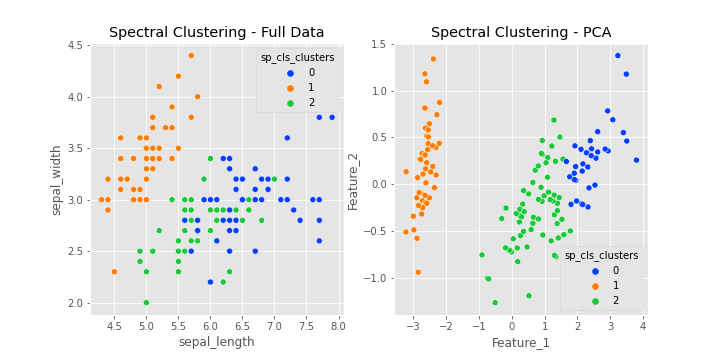 Spectral Clustering - Full Data
sepal_width
4.5
4.0
3.5
3.0
2.5
2.0
sp_cls_clusters
0
1
2
4.5 5.0 5.5 6.0 6.5 7.0 7.5 8.0
sepal_length
Spectral Clustering - PCA
Feature_2
1.5
1.0
0.5
0.0
−0.5
−1.0
sp_cls_clusters
0
1
2
−3 −2 −1 0 1 2 3 4
Feature_1